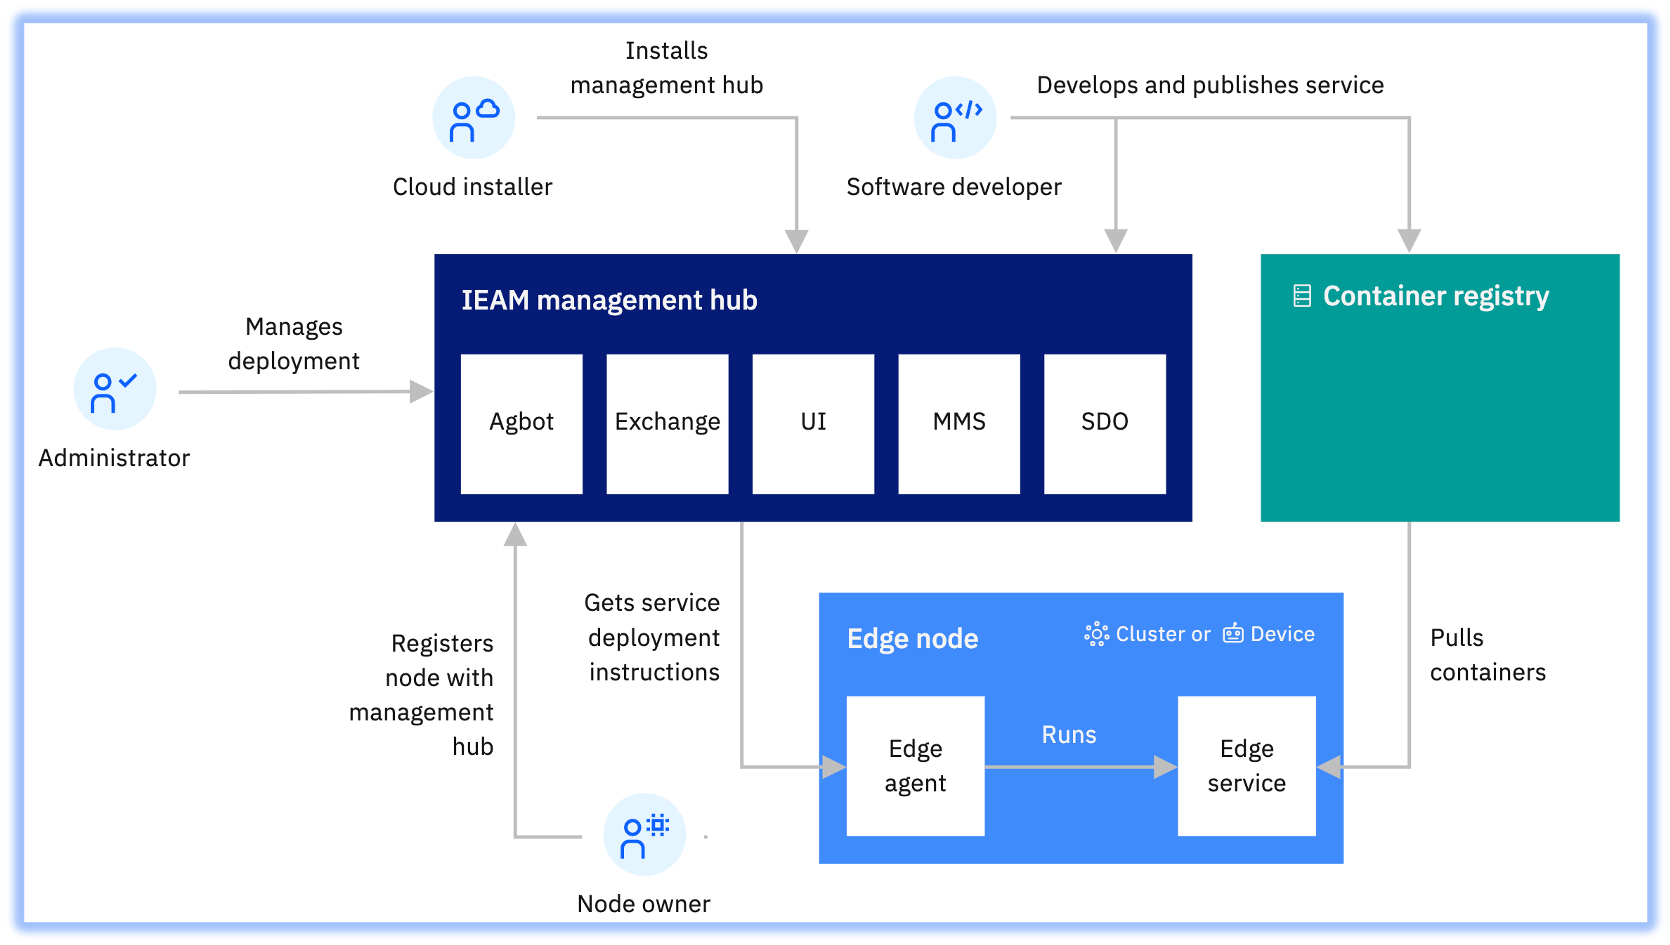 Installs
management hub
Develops and publishes service
Cloud installer
Software developer
IEAM management hub
Container registry
Manages
deployment
Agbot
Exchange
UI
MMS
SDO
Administrator
Gets service
deployment
instructions
Registers
node with
management
hub
Edge node
Cluster or
Device
Pulls
containers
Edge
agent
Runs
Edge
service
Node owner